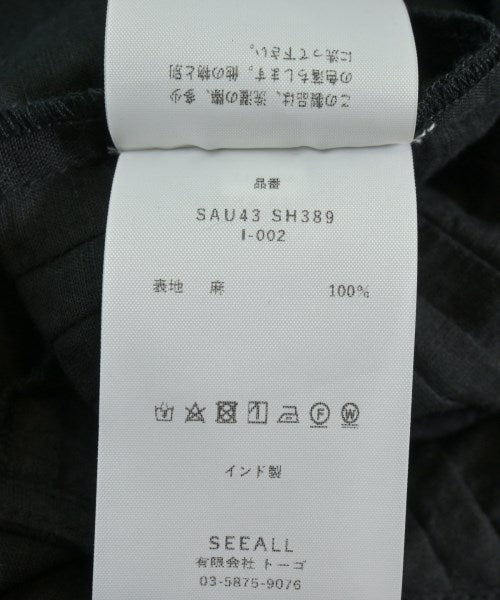 この製品は、洗濯の際、多少
の色落ちします。他の物と別
に洗って下さい。
品番
SAU43 SH389
I-002
表地 麻 100%
F W
インド製
SEEALL
有限会社 トーゴ
03-5875-9076